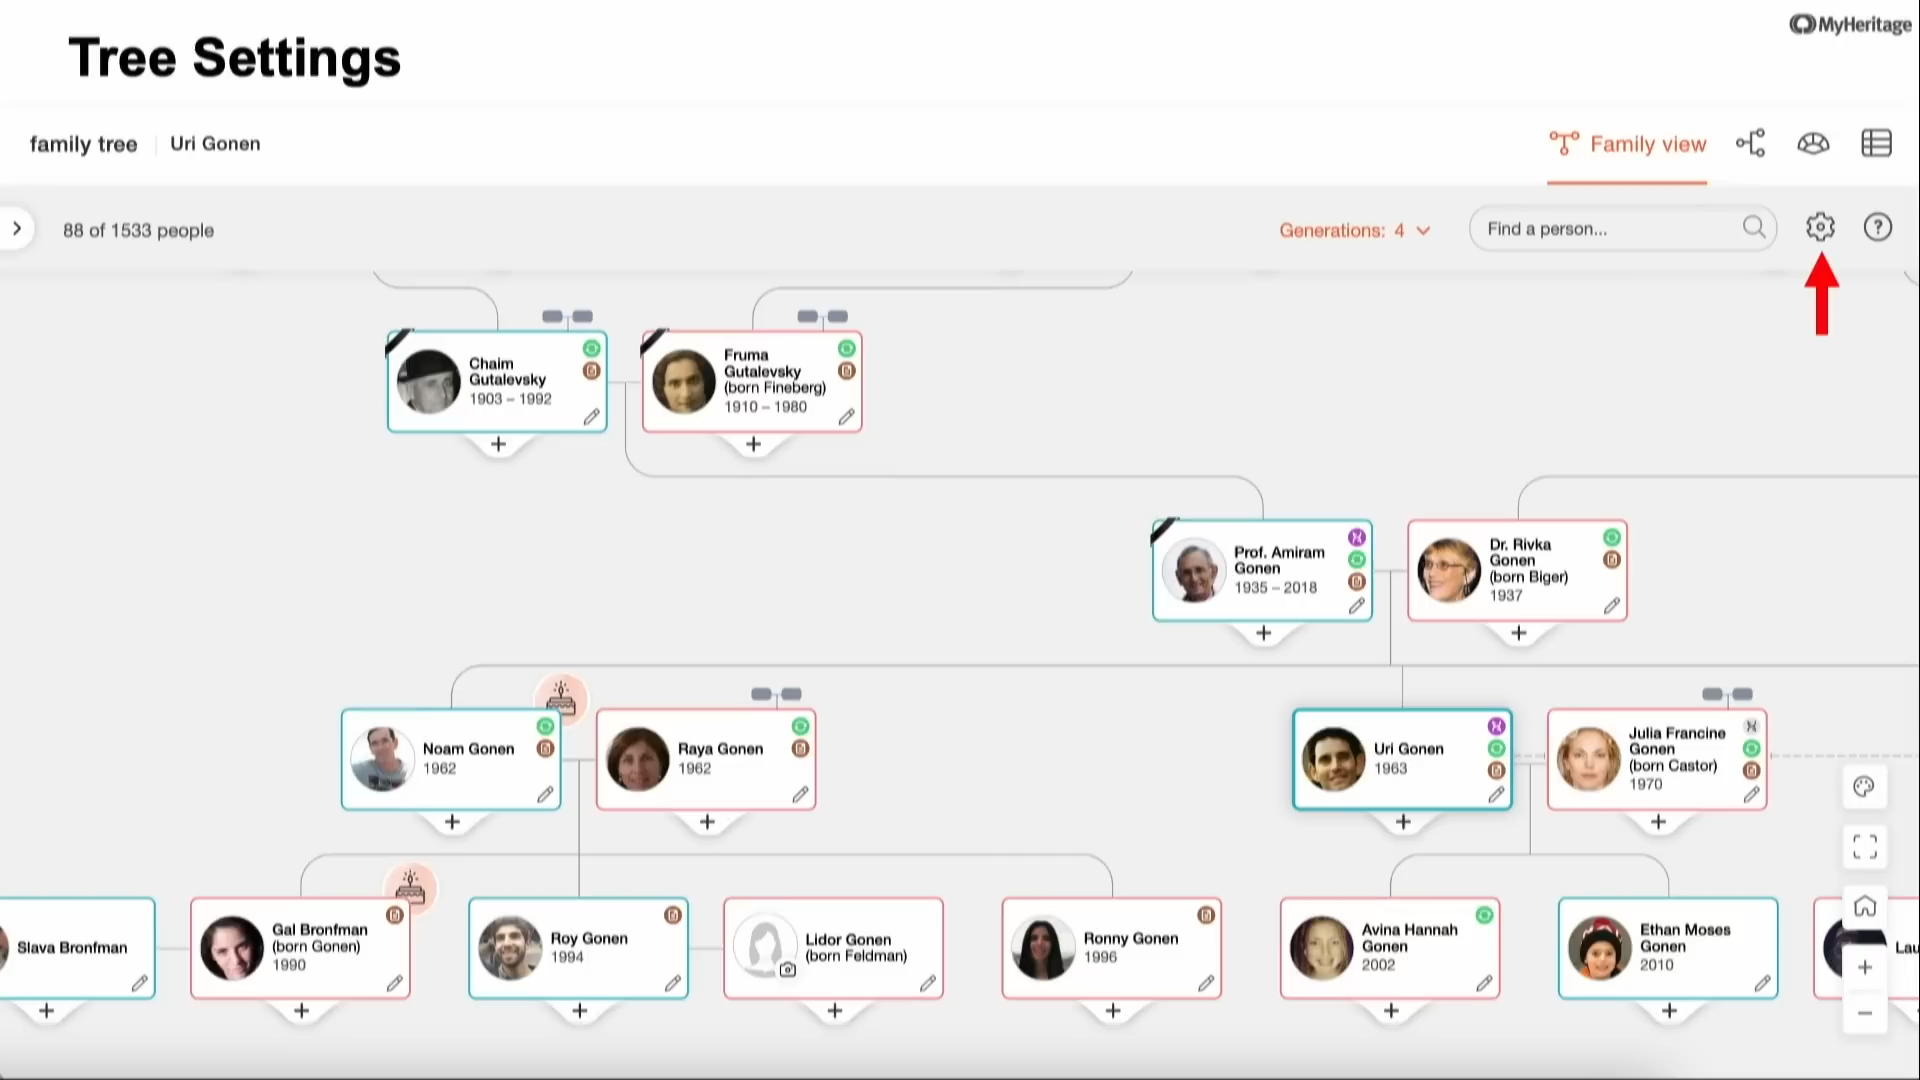 MyHeritage
Tree Settings
family tree
Uri Gonen
Family view
88 of 1533 people
Generations: 4
Find a person...
?
Chaim
Gutalevsky
1903 – 1992
Fruma
Gutalevsky
(born Fineberg)
1910 – 1980
Prof. Amiram
Gonen
1935 – 2018
Dr. Rivka
Gonen
(born Biger)
1937
Noam Gonen
1962
Raya Gonen
1962
Uri Gonen
1963
Julia Francine
Gonen
(born Castor)
1970
Slava Bronfman
Gal Bronfman
(born Gonen)
1990
Roy Gonen
1994
Lidor Gonen
(born Feldman)
Ronny Gonen
1996
Avina Hannah
Gonen
2002
Ethan Moses
Gonen
2010
Lau